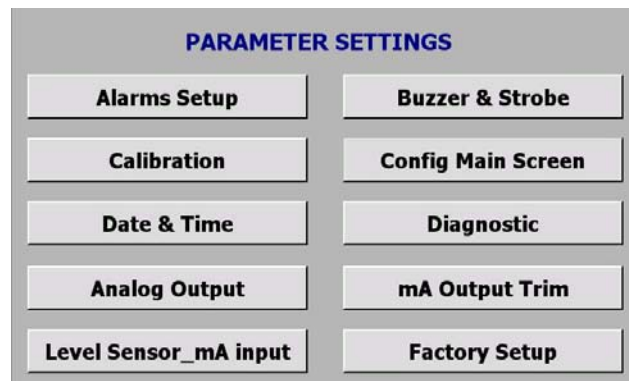 PARAMETER SETTINGS
Alarms Setup
Buzzer & Strobe
Calibration
Config Main Screen
Date & Time
Diagnostic
Analog Output
mA Output Trim
Level Sensor_mA input
Factory Setup